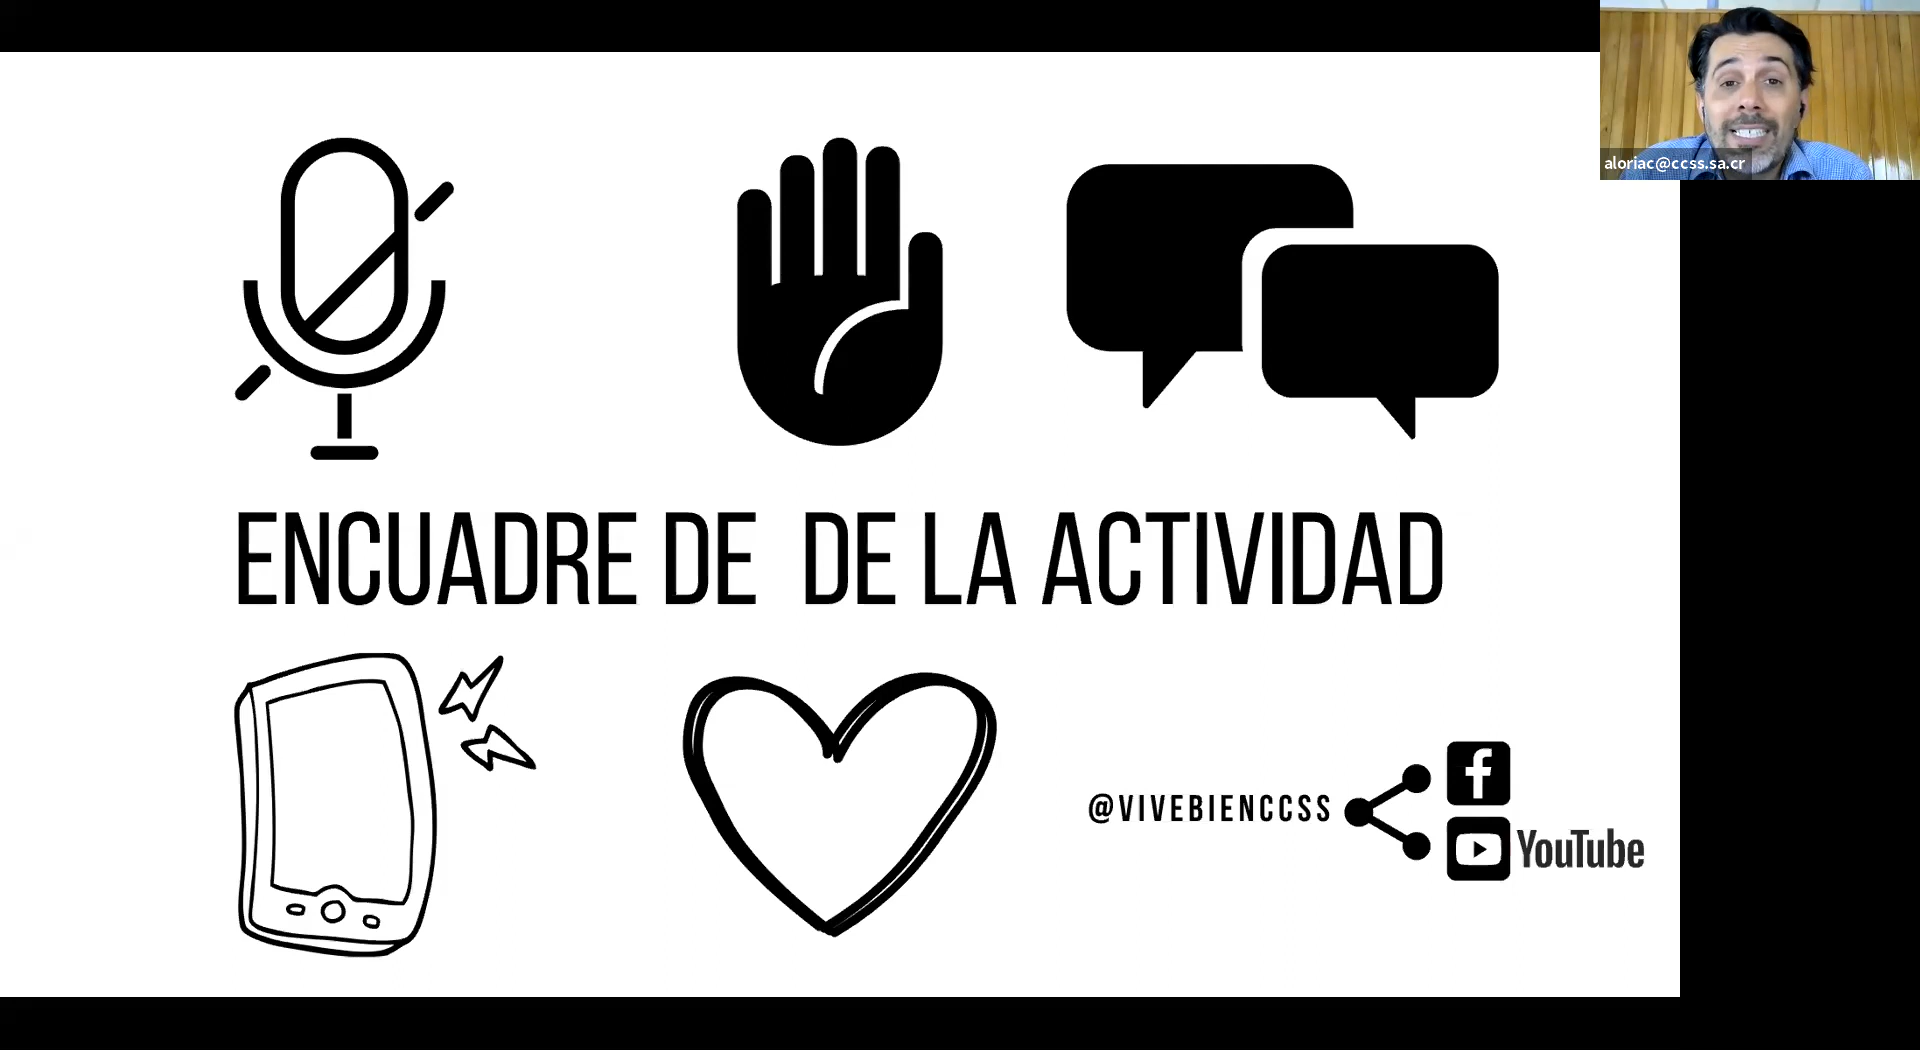 aloriac@ccss.sa.cr
ENCUADRE DE DE LA ACTIVIDAD
@VIVEBIENCCSS
YouTube